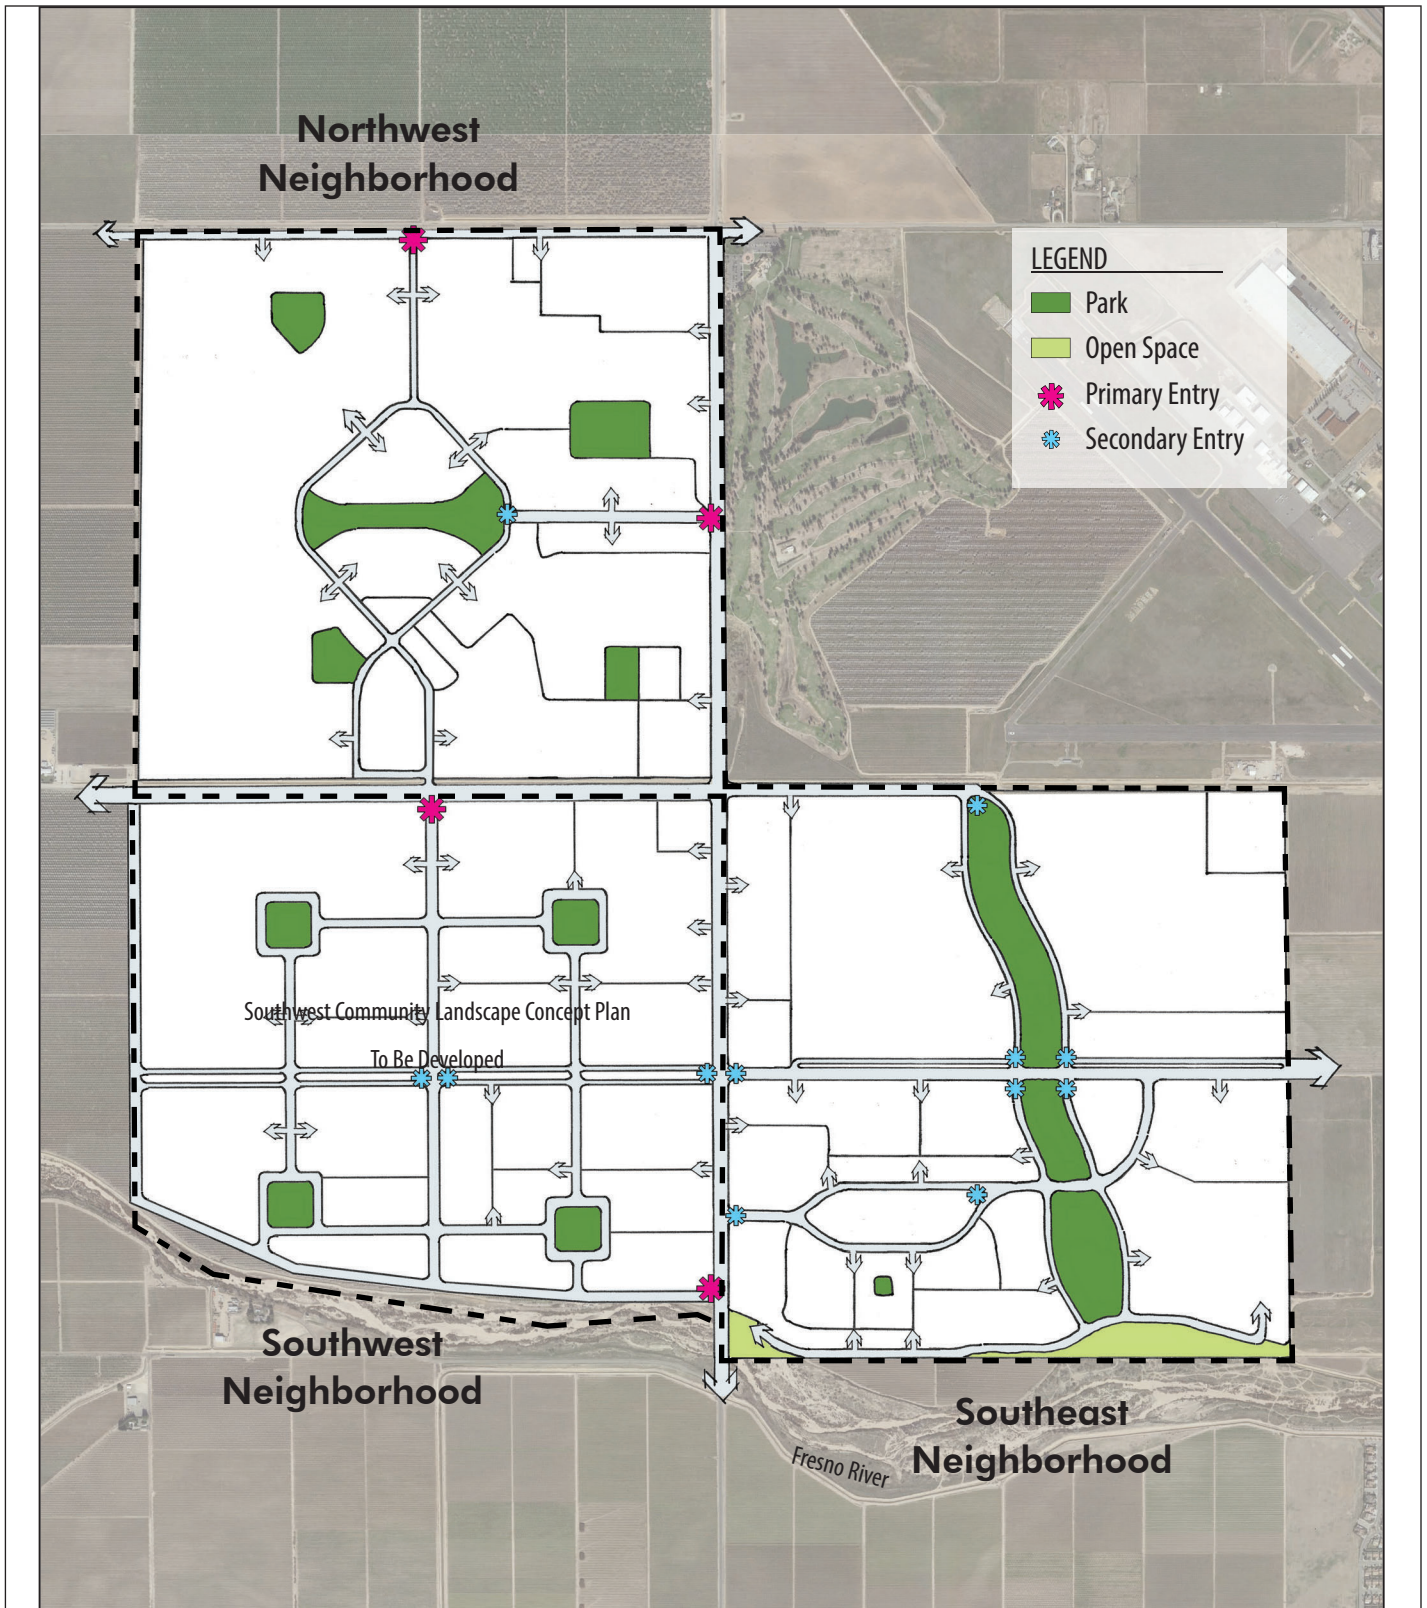 Northwest
Neighborhood
LEGEND
Park
Open Space
Primary Entry
Secondary Entry
Southwest Community Landscape Concept Plan
To Be Developed
Southwest
Neighborhood
Southeast
Neighborhood
Fresno River